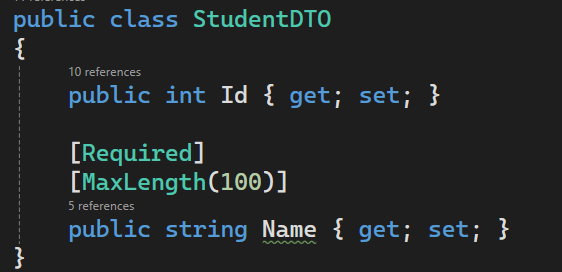 public class StudentDTO
{
10 references
public int Id { get; set; }
[Required]
[MaxLength(100)]
5 references
public string Name { get; set; }
}